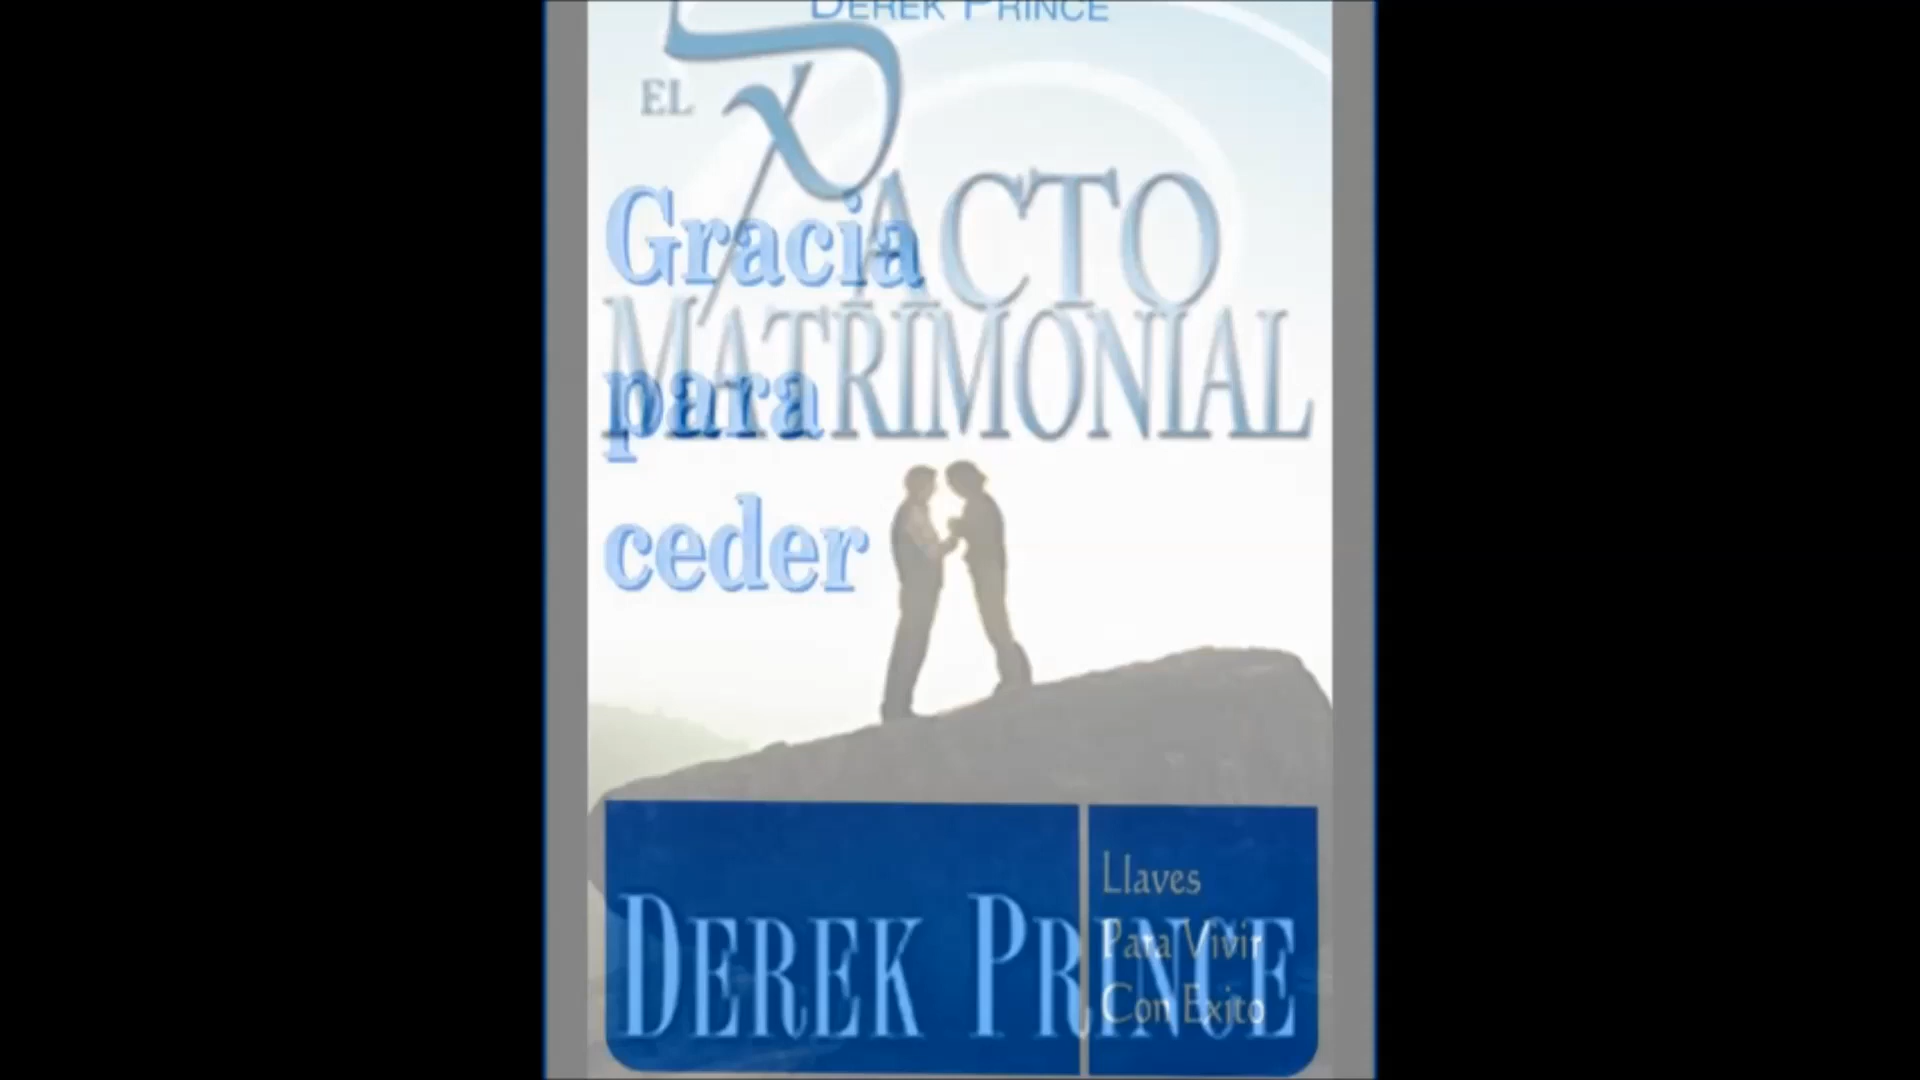 DEREK PRINCE
EL
PACTO
Gracia
MATRIMONIAL
para
ceder
Llaves
Para Vivir
Con Exito
DEREK PRINCE